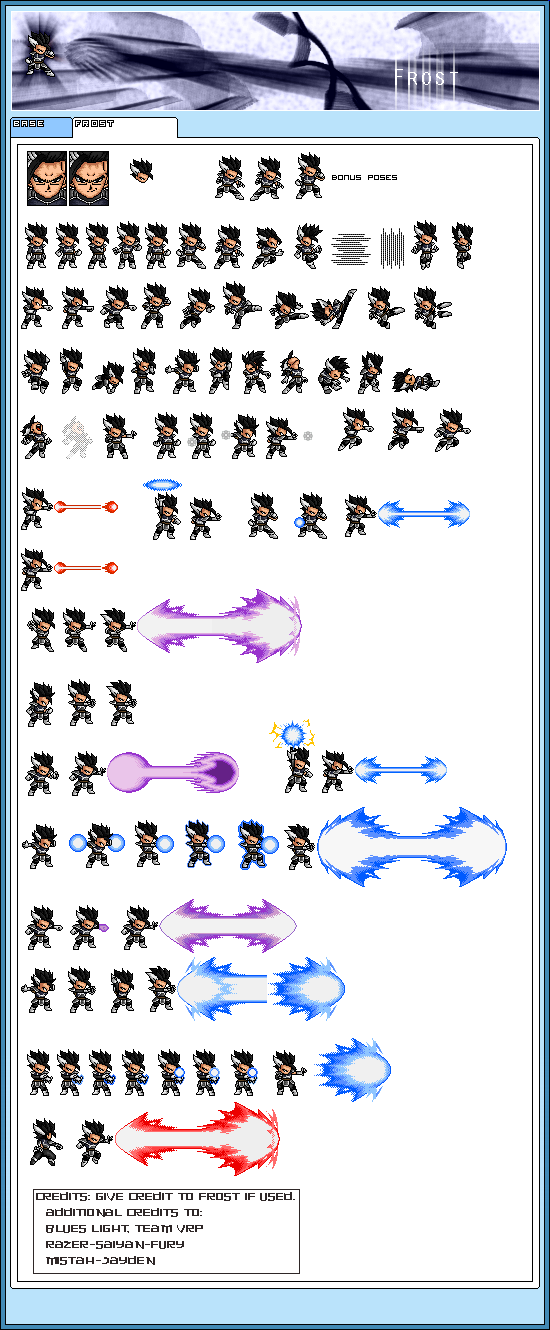 FROST
BASE
FROST
BONUS POSES
CREDITS: GIVE CREDIT TO FROST IF USED.
ADDITIONAL CREDITS TO:
BLUES LIGHT, TEAM VRP
RAZER-SAIYAN-FURY
MISTAH-JAYDEN